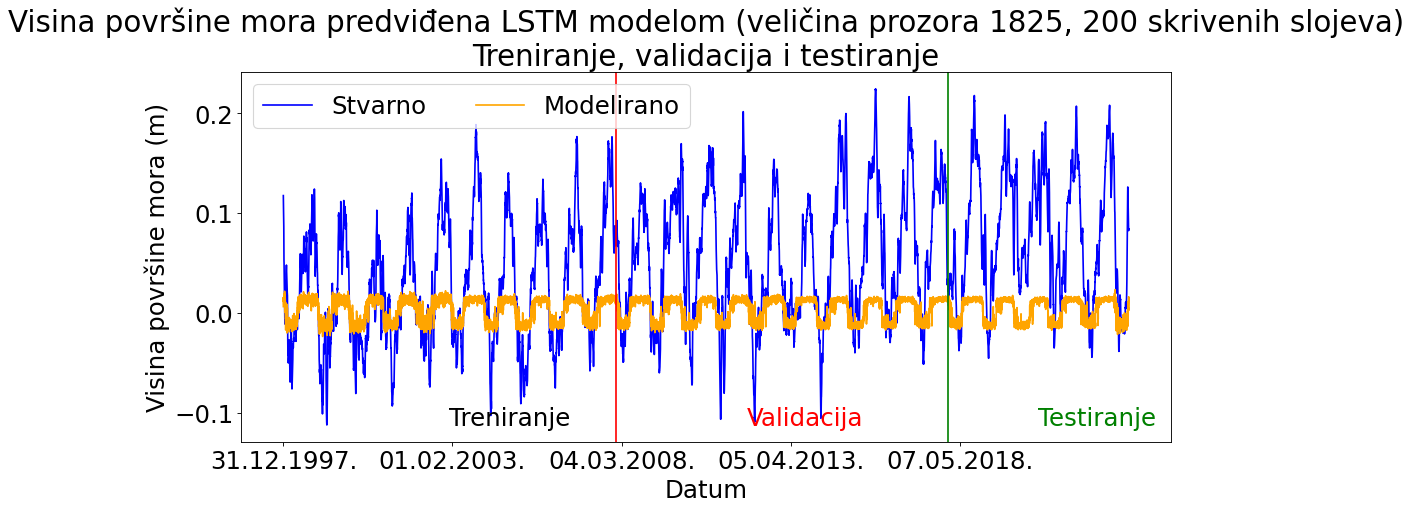 Visina površine mora predviđena LSTM modelom (veličina prozora 1825, 200 skrivenih slojeva)
Treniranje, validacija i testiranje
Stvarno Modelirano
Visina površine mora (m)
0.2
0.1
0.0
−0.1
Treniranje Validacija Testiranje
31.12.1997. 01.02.2003. 04.03.2008. 05.04.2013. 07.05.2018.
Datum